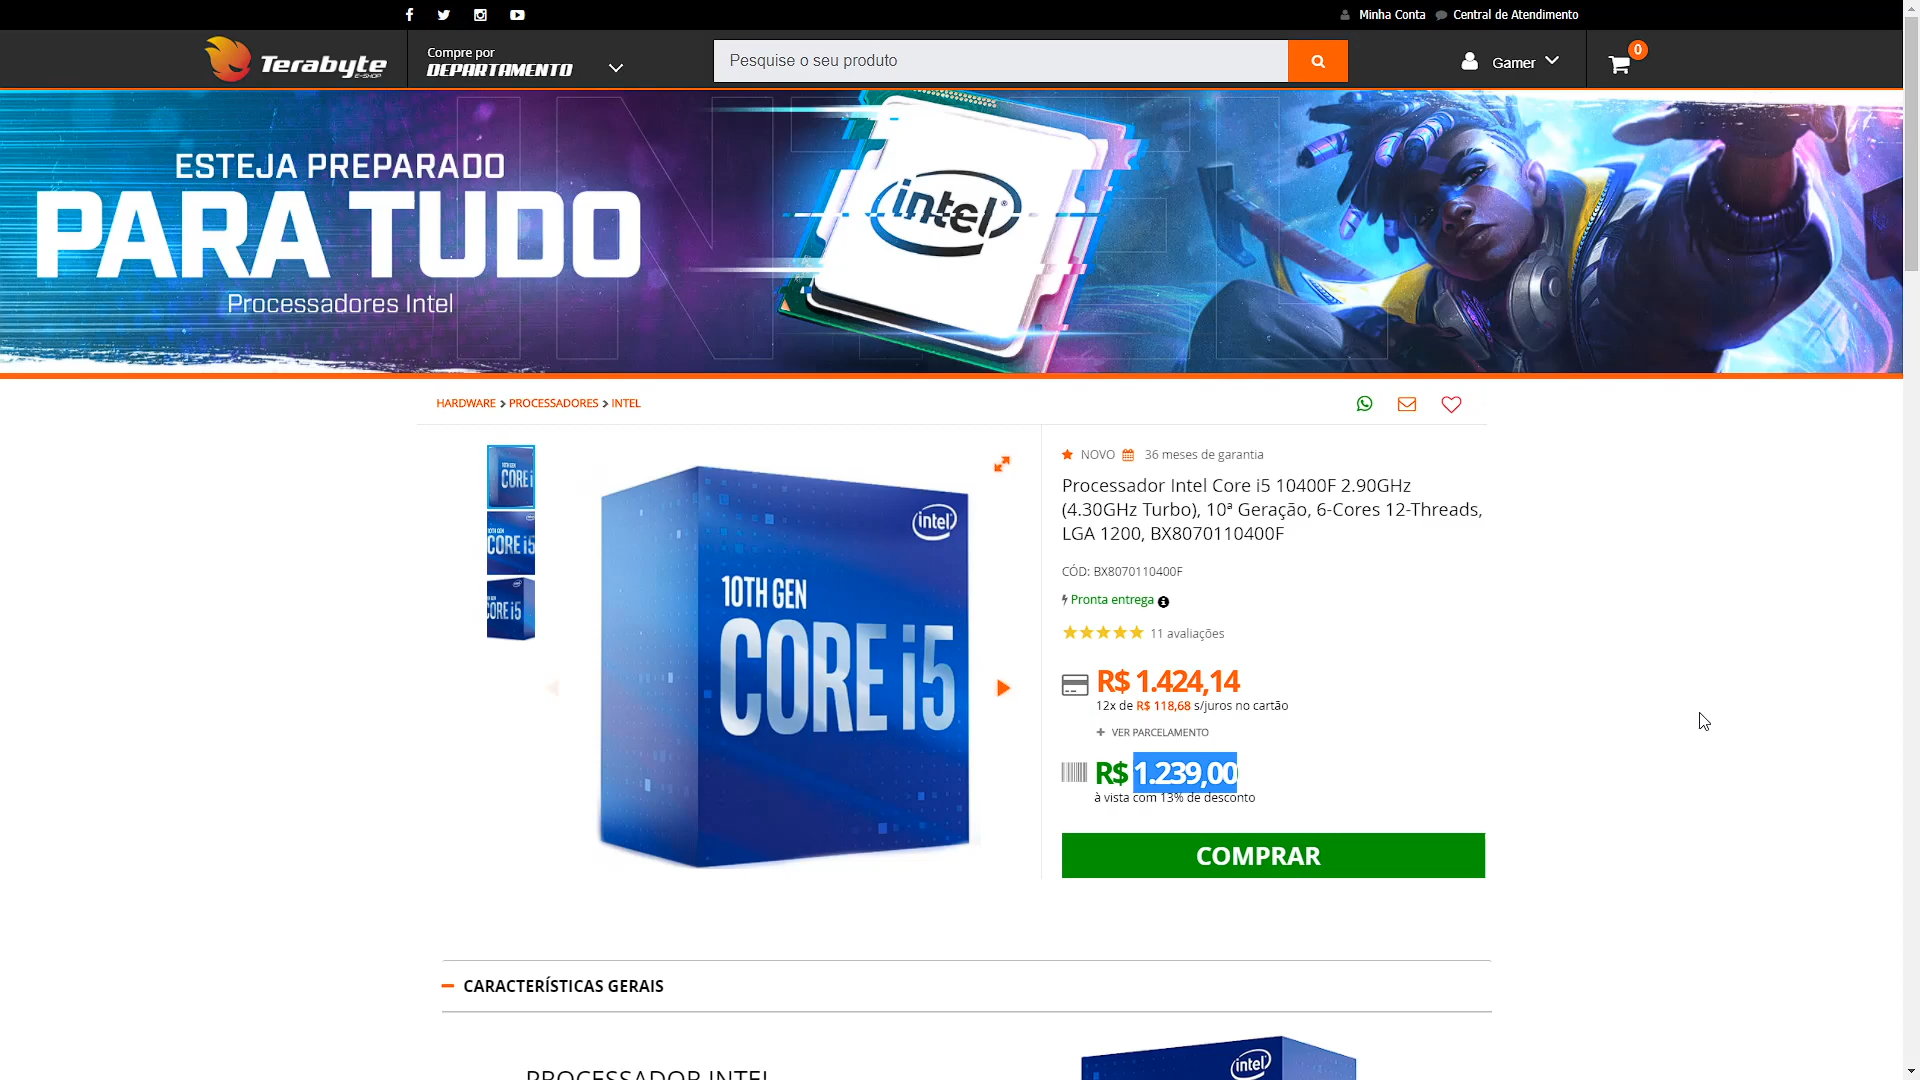 Minha Conta
Central de Atendimento
Terabyte
E-SHOP
Compre por
DEPARTAMENTO
Pesquise o seu produto
Gamer
0
ESTEJA PREPARADO
PARA TUDO
Processadores Intel
intel
HARDWARE > PROCESSADORES > INTEL
10TH GEN
CORE i5
intel
NOVO 36 meses de garantia
Processador Intel Core i5 10400F 2.90GHz
(4.30GHz Turbo), 10ª Geração, 6-Cores 12-Threads,
LGA 1200, BX8070110400F
CÓD: BX8070110400F
Pronta entrega
11 avaliações
R$ 1.424,14
12x de R$ 118,68 s/juros no cartão
+ VER PARCELAMENTO
R$ 1.239,00
à vista com 13% de desconto
COMPRAR
CARACTERÍSTICAS GERAIS
PROCESSADOR INTEL
intel